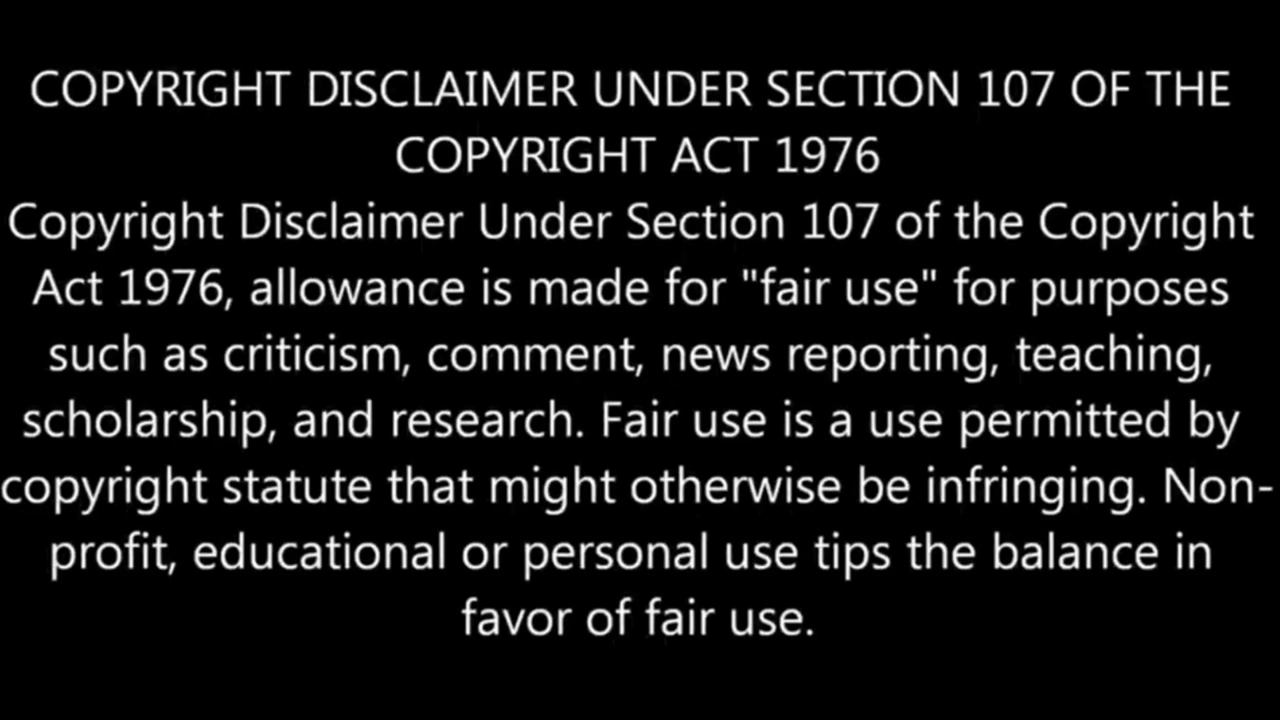 COPYRIGHT DISCLAIMER UNDER SECTION 107 OF THE
COPYRIGHT ACT 1976
Copyright Disclaimer Under Section 107 of the Copyright
Act 1976, allowance is made for "fair use" for purposes
such as criticism, comment, news reporting, teaching,
scholarship, and research. Fair use is a use permitted by
copyright statute that might otherwise be infringing. Non-
profit, educational or personal use tips the balance in
favor of fair use.